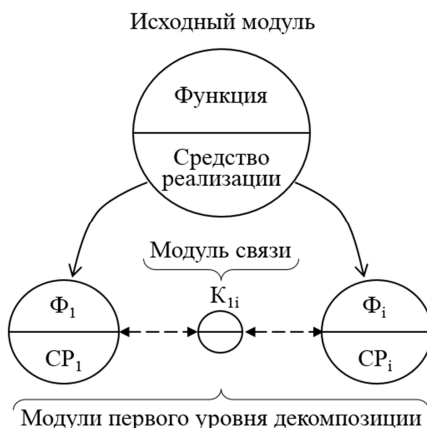 Исходный модуль
Функция
Средство
реализации
Модуль связи
К₁ᵢ
Ф₁
Фᵢ
СР₁
СРᵢ
Модули первого уровня декомпозиции